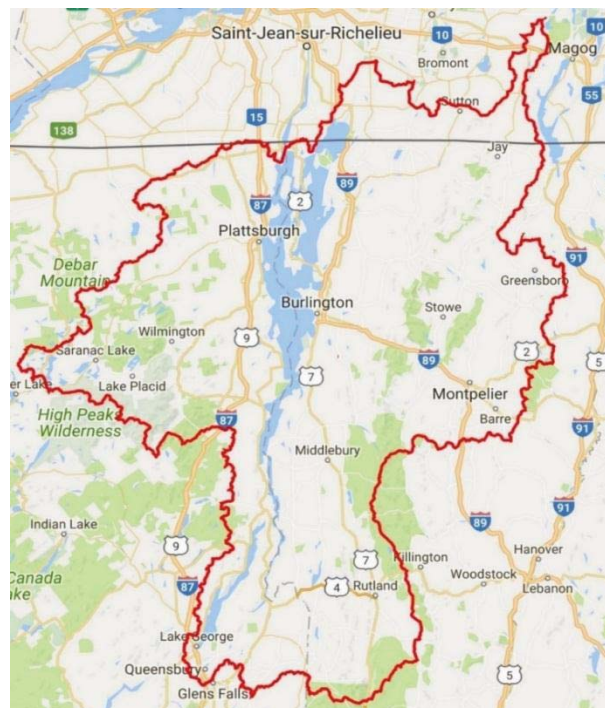 Saint-Jean-sur-Richelieu
10
10
Bromont
Magog
15
55
Sutton
138
Jay
89
87
2
Plattsburgh
91
Debar
Mountain
Greensboro
Burlington
Stowe
Wilmington
9
Saranac Lake
89
2
7
5
Lake Placid
Montpelier
High Peaks
Wilderness
87
Barre
91
Middlebury
Indian Lake
91
89
9
7
Killington
Hanover
Canada
87
4
Rutland
Woodstock
Lebanon
Lake George
Queensbury
5
Glens Falls